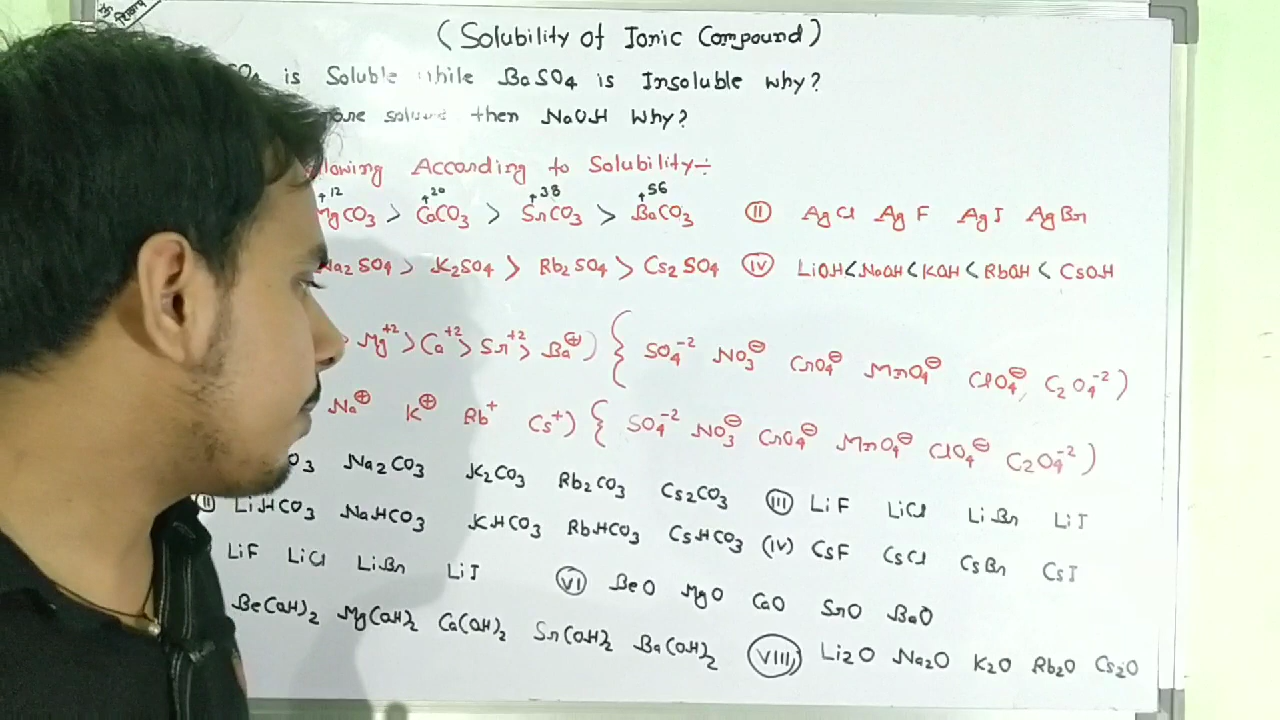 (Solubility of Ionic Compound)
is Soluble while BaSO4 is Insoluble why?
then NaOH Why?
According to Solubility÷
+12 +20 +38 +56
MgCO3 > CaCO3 > SrCO3 > BaCO3 (II) AgCl AgF AgI AgBr
Na2SO4 > K2SO4 > Rb2SO4 > Cs2SO4 (IV) LiOH < NaOH < KOH < RbOH < CsOH
> Mg+2 > Ca+2 > Sr+2 > Ba⊕) { SO4-2 NO3⊖ CrO4⊖ MnO4⊖ ClO4⊖, C2O4-2 )
Na⊕ K⊕ Rb+ Cs+) { SO4-2 NO3⊖ CrO4⊖ MnO4⊖ ClO4⊖ C2O4-2 )
O3 Na2CO3 K2CO3 Rb2CO3 Cs2CO3 (III) LiF LiCl LiBr LiI
(II) LiHCO3 NaHCO3 KHCO3 RbHCO3 CsHCO3 (IV) CsF CsCl CsBr CsI
LiF LiCl LiBr LiI (VI) BeO MgO CaO SrO BaO
Be(OH)2 Mg(OH)2 Ca(OH)2 Sr(OH)2 Ba(OH)2 (VIII) Li2O Na2O K2O Rb2O Cs2O